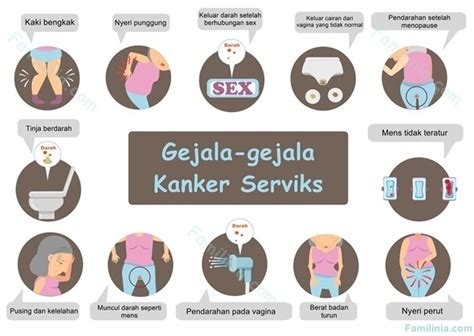 Kaki bengkak
Nyeri punggung
Keluar darah setelah
berhubungan sex
Keluar cairan dari
vagina yang tidak normal
Pendarahan setelah
menopause
Darah
SEX
Tinja berdarah
Darah
Gejala-gejala
Kanker Serviks
Mens tidak teratur
Darah
Pusing dan kelelahan
Muncul darah seperti
mens
Pendarahan pada vagina
Berat badan
turun
Nyeri perut
Familinia.com